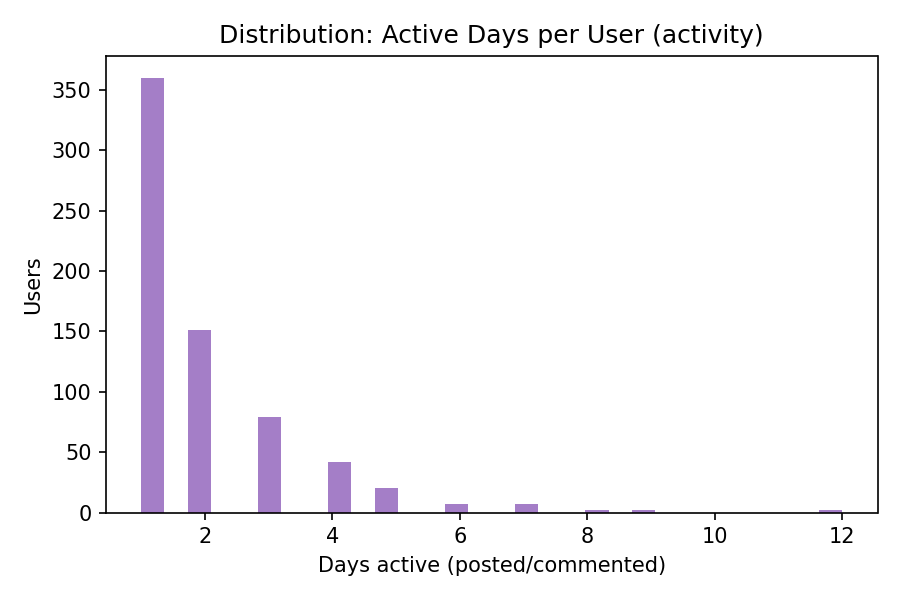 Distribution: Active Days per User (activity)
350
300
250
200
150
100
50
0
Users
2 4 6 8 10 12
Days active (posted/commented)